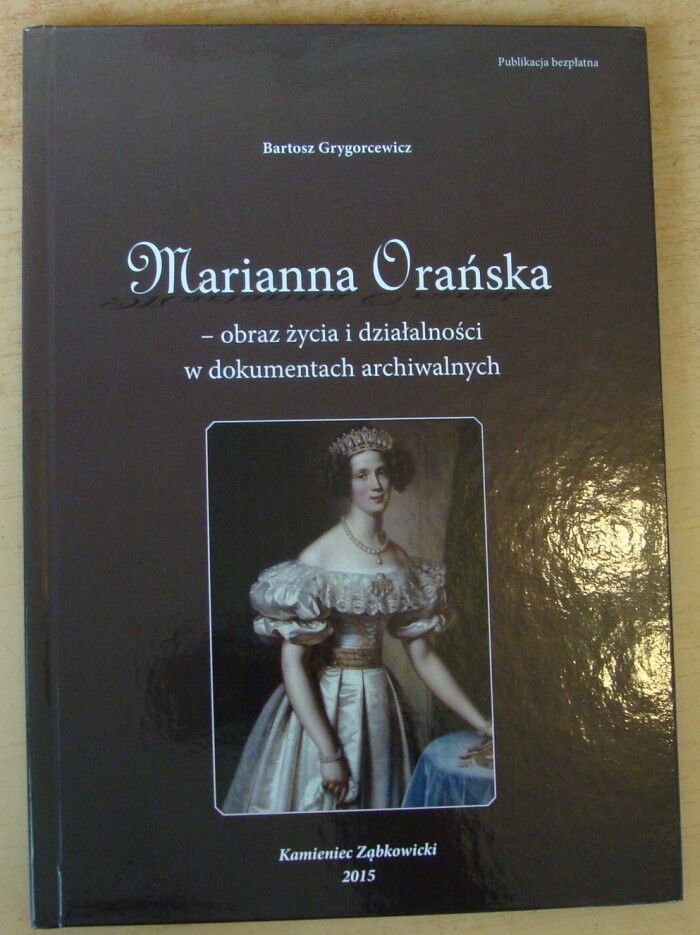 Publikacja bezpłatna
Bartosz Grygorcewicz
Marianna Orańska
– obraz życia i działalności
w dokumentach archiwalnych
Kamieniec Ząbkowicki
2015